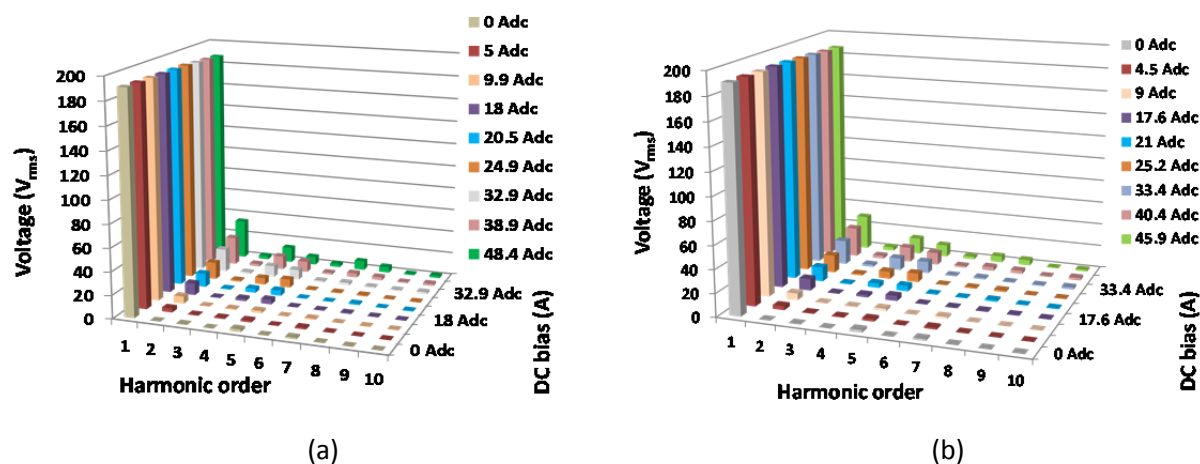 200
180
160
140
120
100
80
60
40
20
0
Voltage (Vrms)
1 2 3 4 5 6 7 8 9 10
Harmonic order
0 Adc
18 Adc
32.9 Adc
DC bias (A)
0 Adc
5 Adc
9.9 Adc
18 Adc
20.5 Adc
24.9 Adc
32.9 Adc
38.9 Adc
48.4 Adc
(a)
200
180
160
140
120
100
80
60
40
20
0
Voltage (Vrms)
1 2 3 4 5 6 7 8 9 10
Harmonic order
0 Adc
17.6 Adc
33.4 Adc
DC bias (A)
0 Adc
4.5 Adc
9 Adc
17.6 Adc
21 Adc
25.2 Adc
33.4 Adc
40.4 Adc
45.9 Adc
(b)